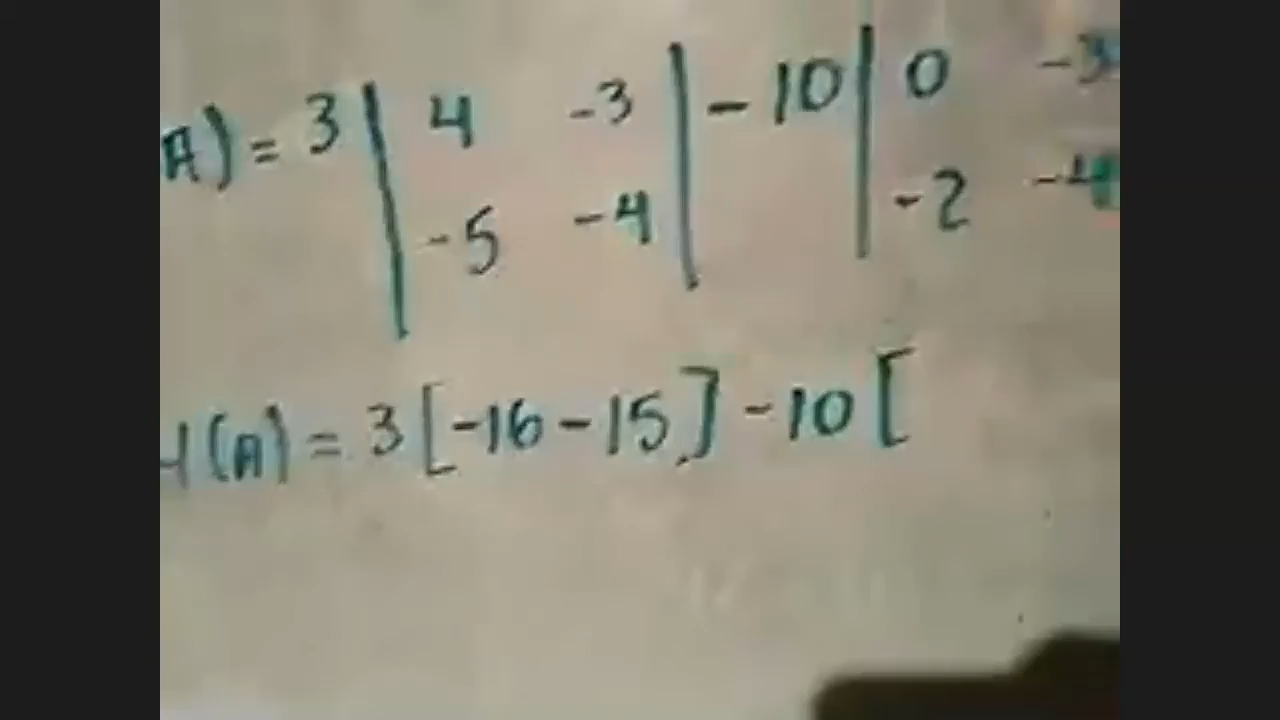 A) = 3 | 4 -3 | - 10 | 0 -3
-5 -4 -2 -4
(A) = 3 [-16 - 15] - 10 [